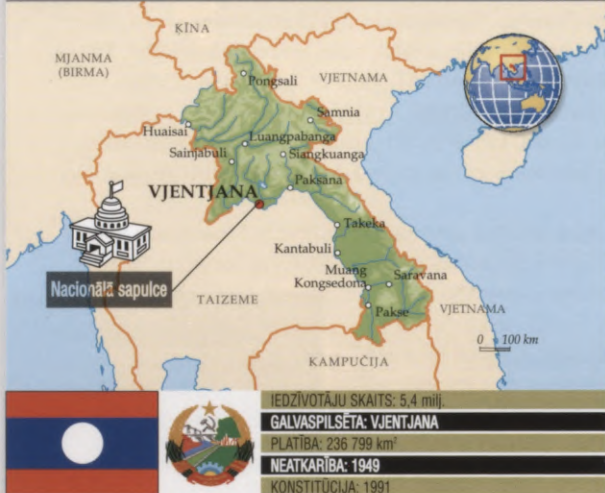 ĶĪNA
MJANMA
(BIRMA)
Pongsali
VJETNAMA
Samnia
Huaisai
Luangpabanga
Sainjabuli
Siangkuanga
VJENTJANA
Paksana
Takeka
Kantabuli
Nacionālā sapulce
Muang
Kongsedona
Saravana
TAIZEME
Pakse
VJETNAMA
0 100 km
KAMPUČIJA
IEDZĪVOTĀJU SKAITS: 5,4 milj.
GALVASPILSĒTA: VJENTJANA
PLATĪBA: 236 799 km²
NEATKARĪBA: 1949
KONSTITŪCIJA: 1991